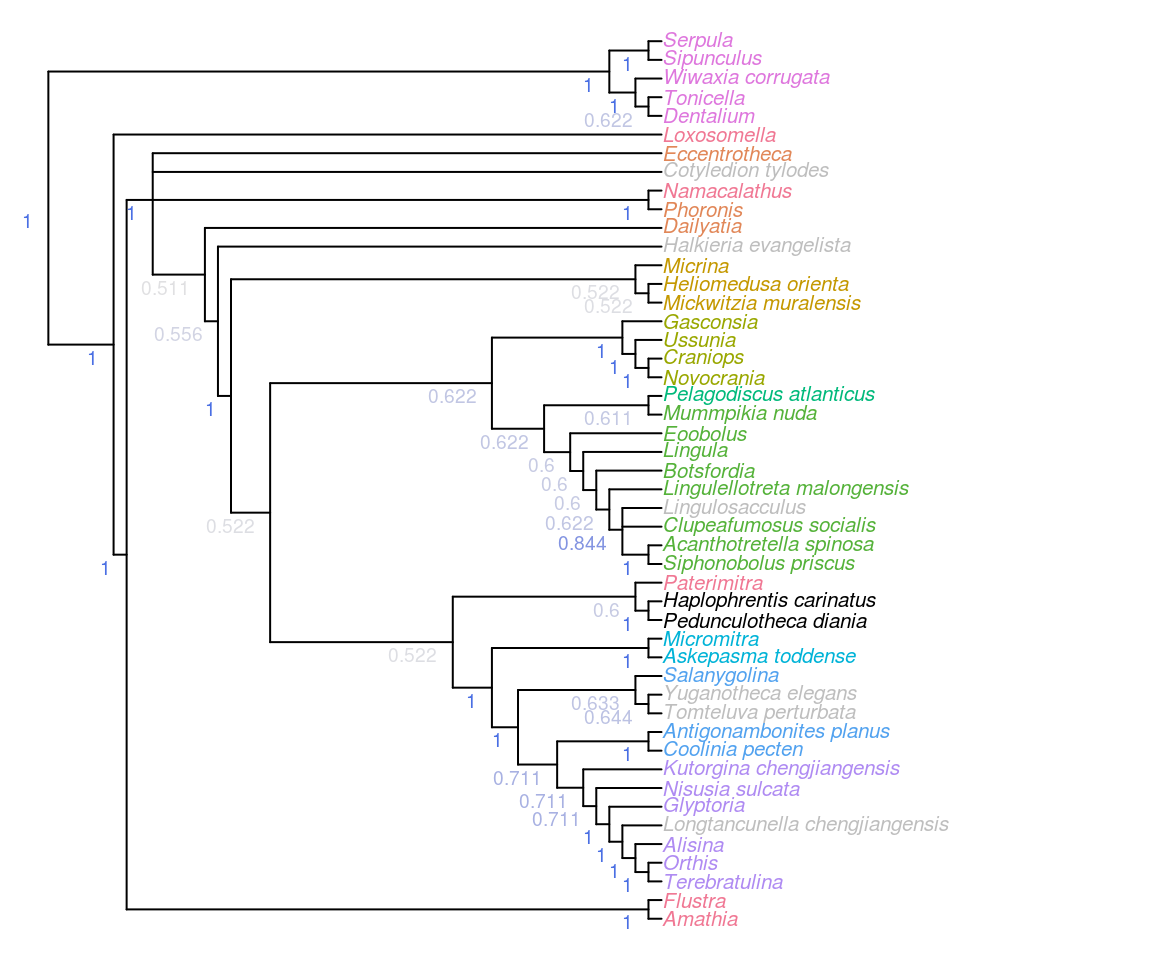 Serpula
1
Sipunculus
1
Wiwaxia corrugata
1
Tonicella
0.622
Dentalium
Loxosomella
Eccentrotheca
Cotyledion tylodes
Namacalathus
1
1
1
Phoronis
1
Dailyatia
Halkieria evangelista
Micrina
0.511
Heliomedusa orienta
0.522
0.522
Mickwitzia muralensis
Gasconsia
0.556
Ussunia
1
1
Craniops
1
1
Novocrania
0.622
Pelagodiscus atlanticus
1
Mummpikia nuda
0.611
Eoobolus
0.622
Lingula
0.6
Botsfordia
0.6
Lingulellotreta malongensis
0.6
Lingulosacculus
0.622
Clupeafumosus socialis
0.522
0.844
Acanthotretella spinosa
Siphonobolus priscus
1
1
Paterimitra
Haplophrentis carinatus
0.6
Pedunculotheca diania
1
Micromitra
0.522
Askepasma toddense
1
Salanygolina
Yuganotheca elegans
1
0.633
Tomteluva perturbata
0.644
Antigonambonites planus
1
Coolinia pecten
1
Kutorgina chengjiangensis
0.711
Nisusia sulcata
0.711
Glyptoria
0.711
Longtancunella chengjiangensis
1
Alisina
1
Orthis
1
Terebratulina
1
Flustra
Amathia
1